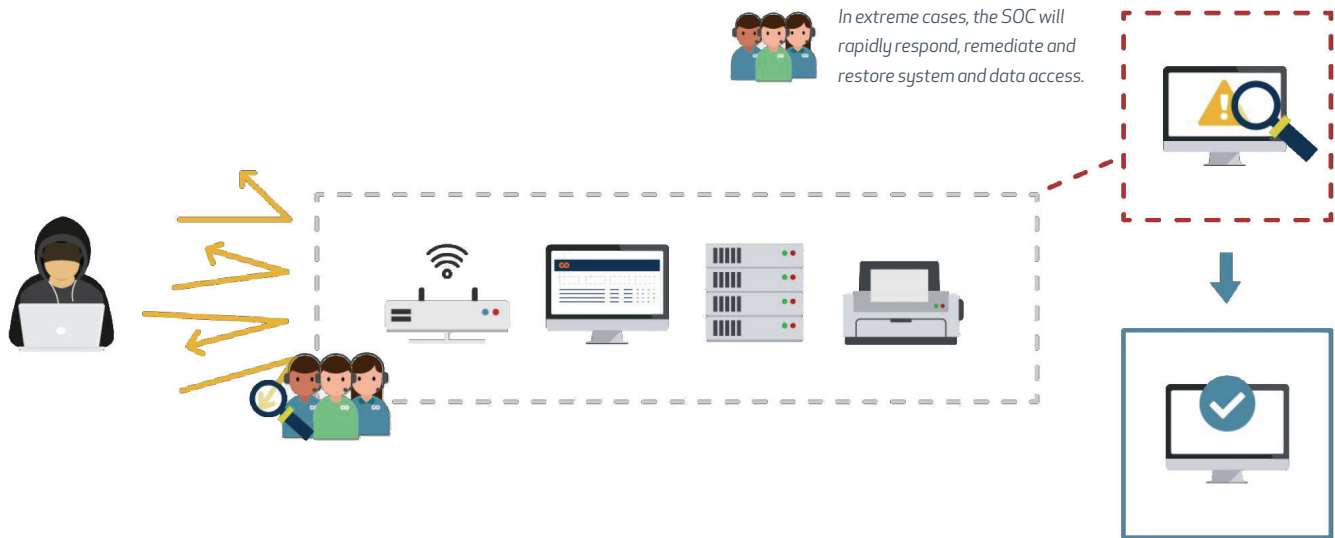 In extreme cases, the SOC will
rapidly respond, remediate and
restore system and data access.